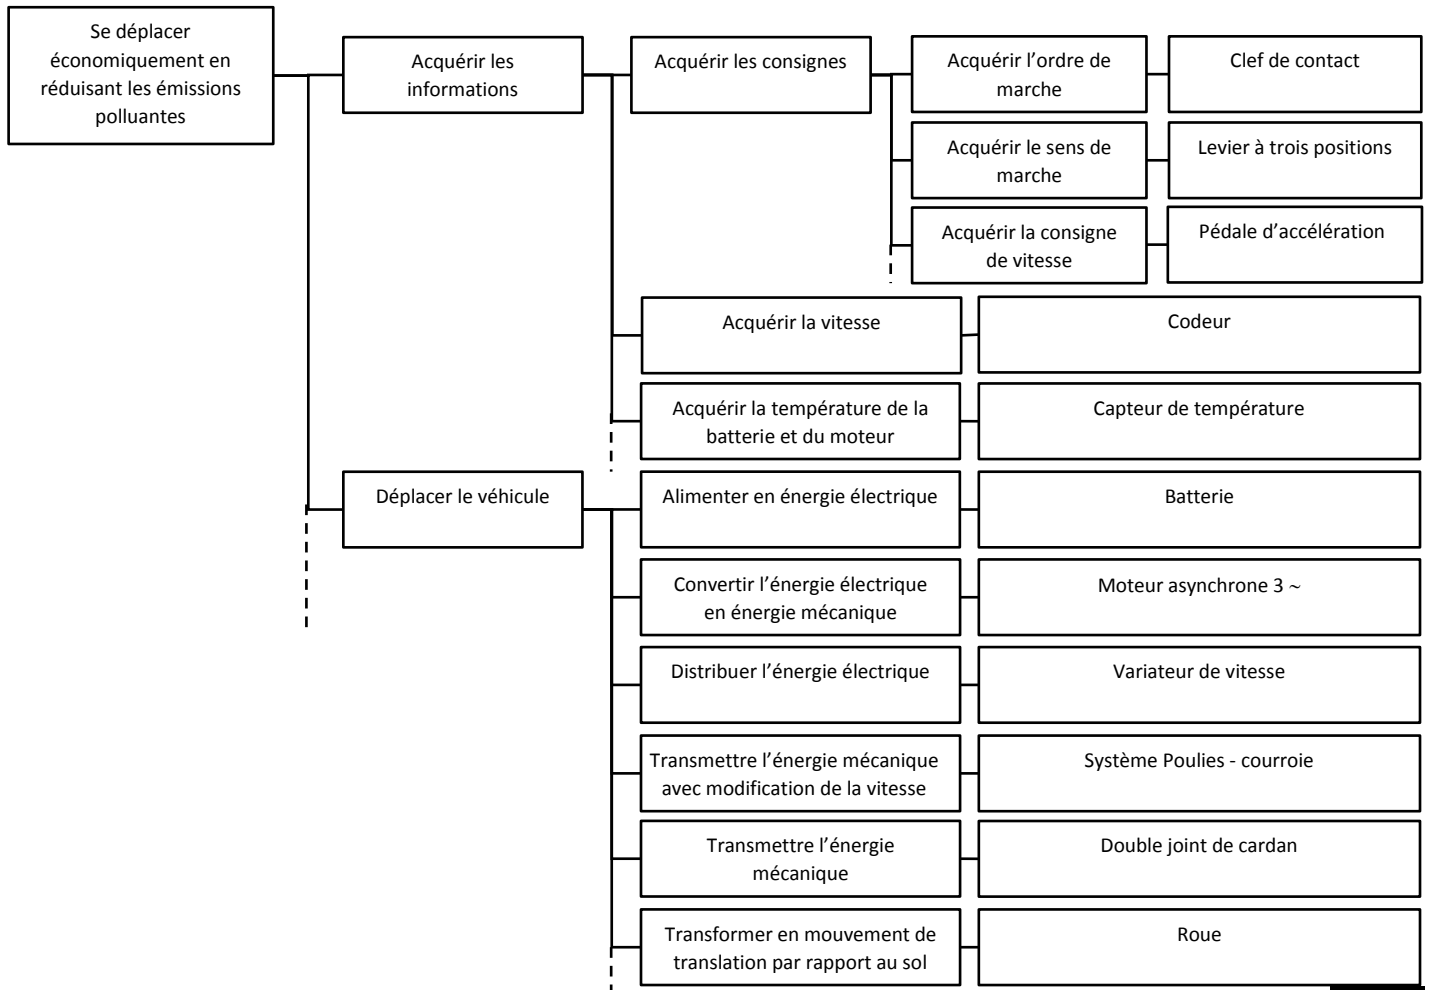 Se déplacer
économiquement en
réduisant les émissions
polluantes
Acquérir les
informations
Acquérir les consignes
Acquérir l’ordre de
marche
Clef de contact
Acquérir le sens de
marche
Levier à trois positions
Acquérir la consigne
de vitesse
Pédale d’accélération
Acquérir la vitesse
Codeur
Acquérir la température de la
batterie et du moteur
Capteur de température
Déplacer le véhicule
Alimenter en énergie électrique
Batterie
Convertir l’énergie électrique
en énergie mécanique
Moteur asynchrone 3 ~
Distribuer l’énergie électrique
Variateur de vitesse
Transmettre l’énergie mécanique
avec modification de la vitesse
Système Poulies - courroie
Transmettre l’énergie
mécanique
Double joint de cardan
Transformer en mouvement de
translation par rapport au sol
Roue